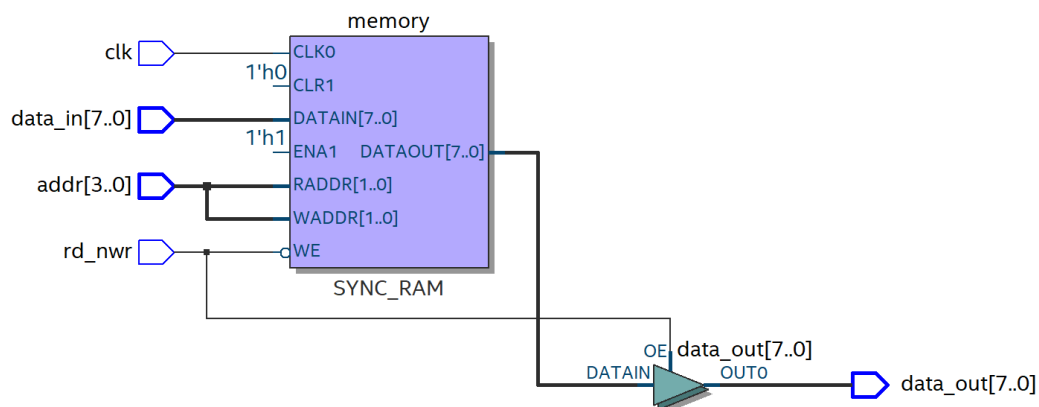 memory
clk
CLK0
1'h0
CLR1
data_in[7..0]
DATAIN[7..0]
1'h1
ENA1
DATAOUT[7..0]
addr[3..0]
RADDR[1..0]
WADDR[1..0]
rd_nwr
WE
SYNC_RAM
OE
data_out[7..0]
DATAIN
OUT0
data_out[7..0]